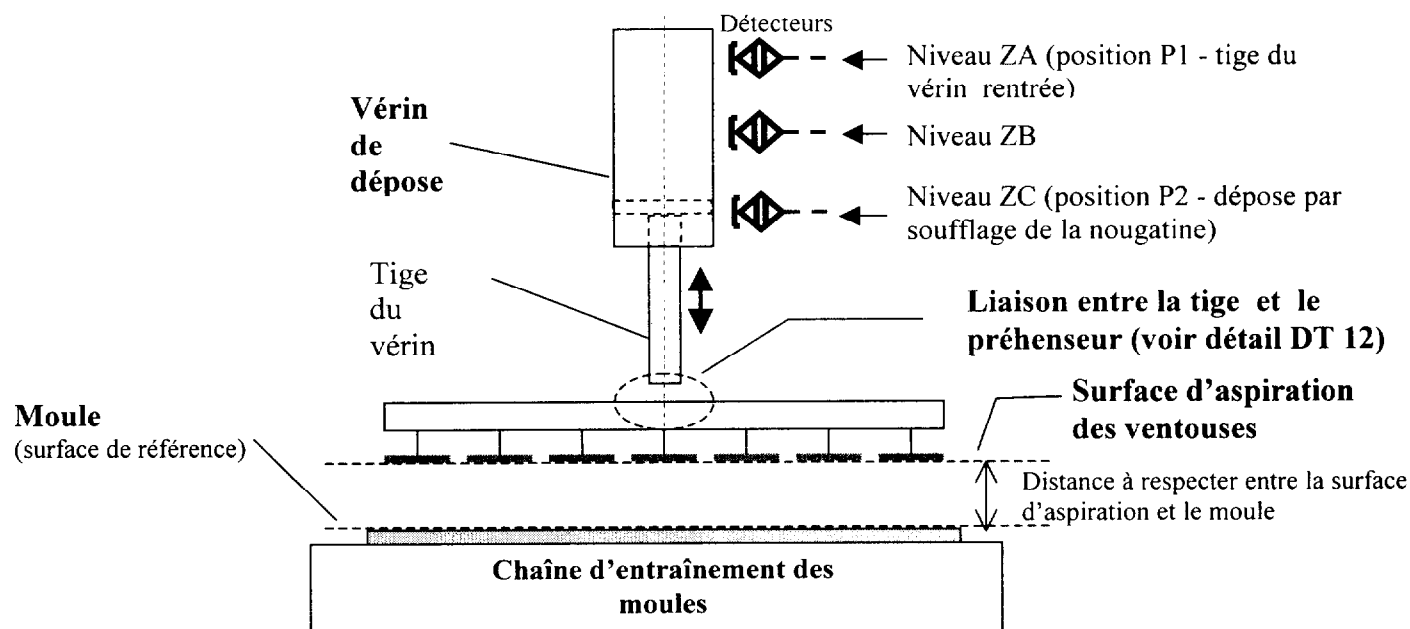 Détecteurs
Niveau ZA (position P1 - tige du
vérin rentrée)
Vérin
de
dépose
Niveau ZB
Niveau ZC (position P2 - dépose par
soufflage de la nougatine)
Tige
du
vérin
Liaison entre la tige et le
préhenseur (voir détail DT 12)
Surface d'aspiration
des ventouses
Moule
(surface de référence)
Distance à respecter entre la surface
d'aspiration et le moule
Chaîne d'entraînement des
moules